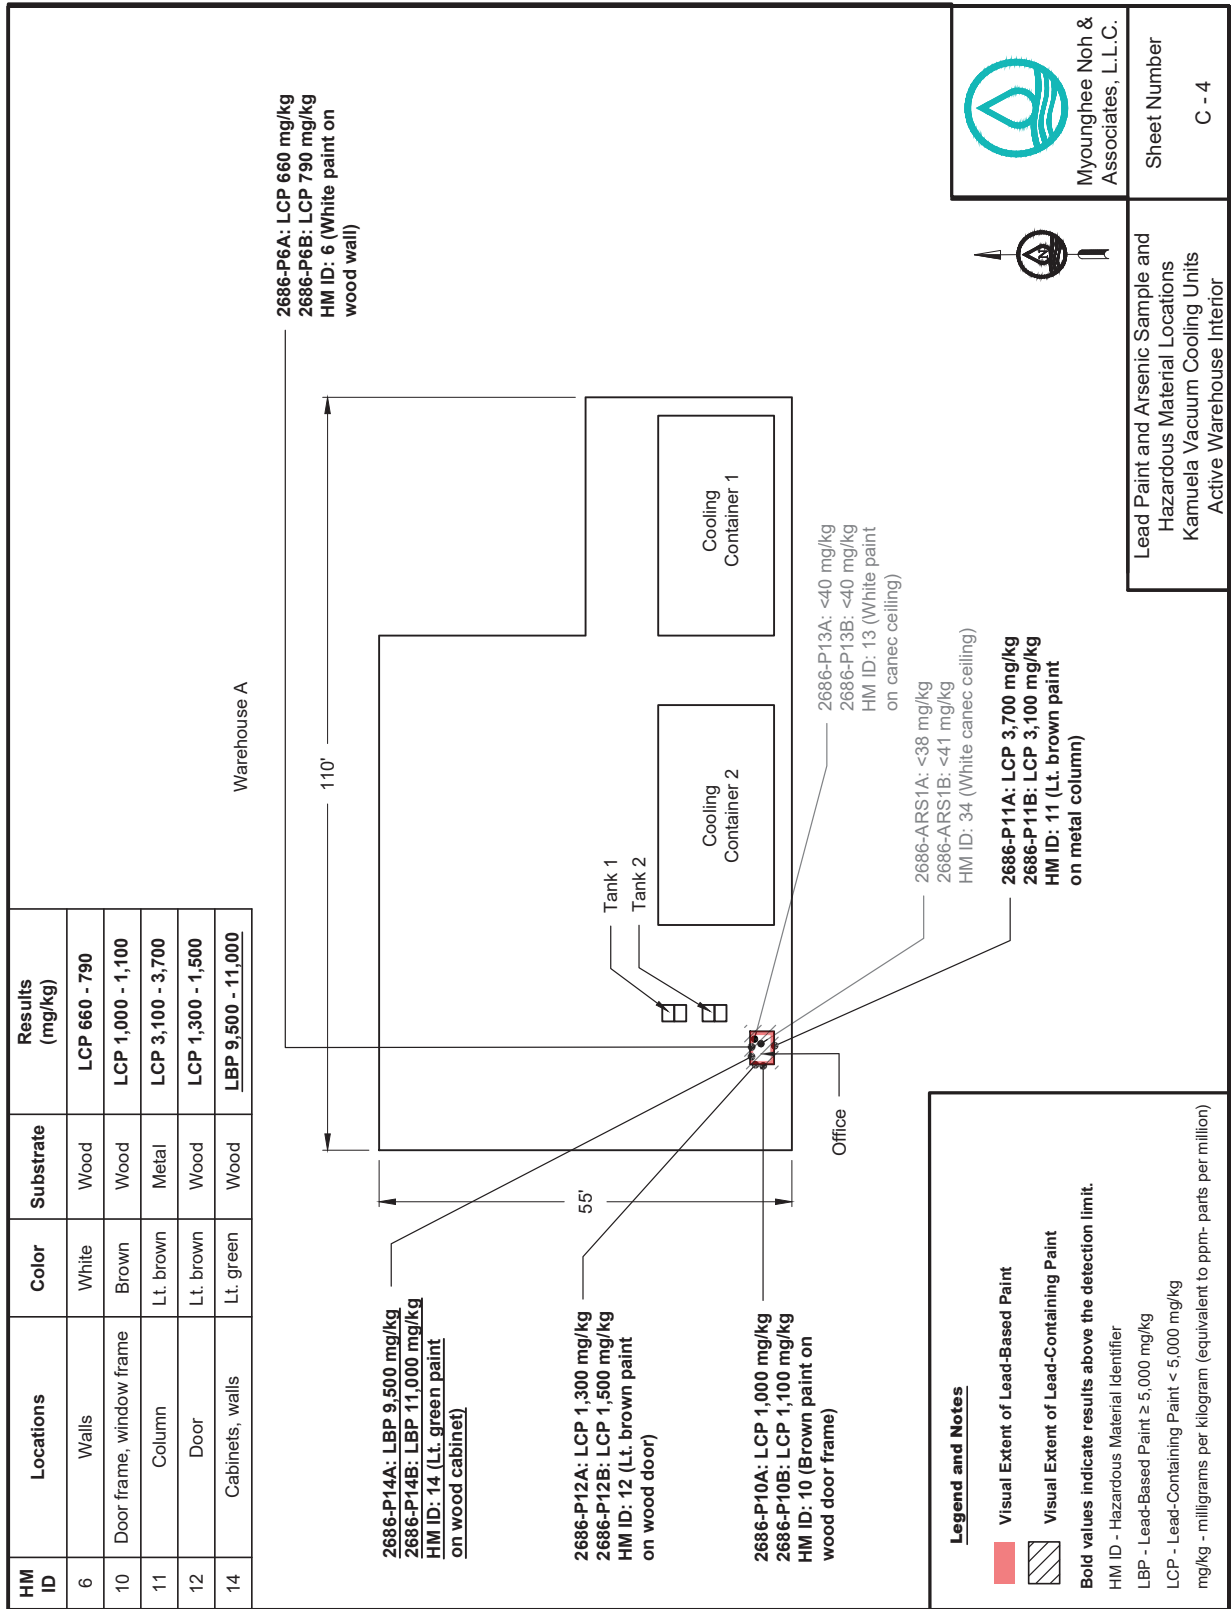 HM ID Locations Color Substrate Results (mg/kg)
6 Walls White Wood LCP 660 - 790
10 Door frame, window frame Brown Wood LCP 1,000 - 1,100
11 Column Lt. brown Metal LCP 3,100 - 3,700
12 Door Lt. brown Wood LCP 1,300 - 1,500
14 Cabinets, walls Lt. green Wood LBP 9,500 - 11,000
Warehouse A
2686-P6A: LCP 660 mg/kg
2686-P6B: LCP 790 mg/kg
HM ID: 6 (White paint on
wood wall)
110'
55'
2686-P14A: LBP 9,500 mg/kg
2686-P14B: LBP 11,000 mg/kg
HM ID: 14 (Lt. green paint
on wood cabinet)
2686-P12A: LCP 1,300 mg/kg
2686-P12B: LCP 1,500 mg/kg
HM ID: 12 (Lt. brown paint
on wood door)
2686-P10A: LCP 1,000 mg/kg
2686-P10B: LCP 1,100 mg/kg
HM ID: 10 (Brown paint on
wood door frame)
Tank 1
Tank 2
Cooling
Container 2
Cooling
Container 1
Office
2686-P13A: <40 mg/kg
2686-P13B: <40 mg/kg
HM ID: 13 (White paint
on canec ceiling)
2686-ARS1A: <38 mg/kg
2686-ARS1B: <41 mg/kg
HM ID: 34 (White canec ceiling)
2686-P11A: LCP 3,700 mg/kg
2686-P11B: LCP 3,100 mg/kg
HM ID: 11 (Lt. brown paint
on metal column)
Legend and Notes
Visual Extent of Lead-Based Paint
Visual Extent of Lead-Containing Paint
Bold values indicate results above the detection limit.
HM ID - Hazardous Material Identifier
LBP - Lead-Based Paint ≥ 5,000 mg/kg
LCP - Lead-Containing Paint < 5,000 mg/kg
mg/kg - milligrams per kilogram (equivalent to ppm- parts per million)
N
Lead Paint and Arsenic Sample and
Hazardous Material Locations
Kamuela Vacuum Cooling Units
Active Warehouse Interior
Myounghee Noh &
Associates, L.L.C.
Sheet Number
C - 4